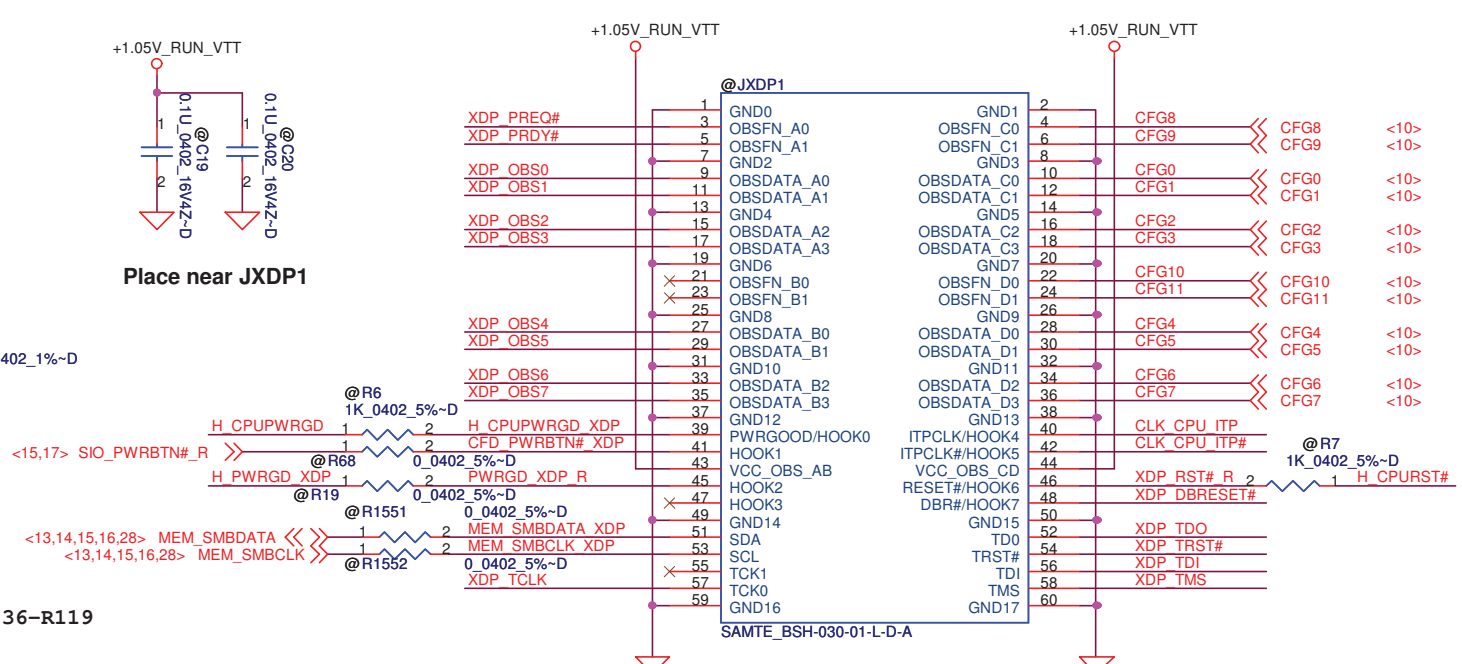 +1.05V_RUN_VTT
0.1U_0402_16V4Z~D
@C19
0.1U_0402_16V4Z~D
@C20
1
2
1
2
Place near JXDP1
402_1%~D
36-R119
+1.05V_RUN_VTT
+1.05V_RUN_VTT
@JXDP1
1 GND0 GND1 2
XDP_PREQ# 3 OBSFN_A0 OBSFN_C0 4 CFG8 CFG8 <10>
XDP_PRDY# 5 OBSFN_A1 OBSFN_C1 6 CFG9 CFG9 <10>
7 GND2 GND3 8
XDP_OBS0 9 OBSDATA_A0 OBSDATA_C0 10 CFG0 CFG0 <10>
XDP_OBS1 11 OBSDATA_A1 OBSDATA_C1 12 CFG1 CFG1 <10>
13 GND4 GND5 14
XDP_OBS2 15 OBSDATA_A2 OBSDATA_C2 16 CFG2 CFG2 <10>
XDP_OBS3 17 OBSDATA_A3 OBSDATA_C3 18 CFG3 CFG3 <10>
19 GND6 GND7 20
21 OBSFN_B0 OBSFN_D0 22 CFG10 CFG10 <10>
23 OBSFN_B1 OBSFN_D1 24 CFG11 CFG11 <10>
25 GND8 GND9 26
XDP_OBS4 27 OBSDATA_B0 OBSDATA_D0 28 CFG4 CFG4 <10>
XDP_OBS5 29 OBSDATA_B1 OBSDATA_D1 30 CFG5 CFG5 <10>
31 GND10 GND11 32
XDP_OBS6 33 OBSDATA_B2 OBSDATA_D2 34 CFG6 CFG6 <10>
XDP_OBS7 35 OBSDATA_B3 OBSDATA_D3 36 CFG7 CFG7 <10>
@R6
1K_0402_5%~D
37 GND12 GND13 38
H_CPUPWRGD 1 2 H_CPUPWRGD_XDP 39 PWRGOOD/HOOK0 ITPCLK/HOOK4 40 CLK_CPU_ITP
<15,17> SIO_PWRBTN#_R 1 2 CFD_PWRBTN#_XDP 41 HOOK1 ITPCLK#/HOOK5 42 CLK_CPU_ITP#
@R68 0_0402_5%~D
@R7
1K_0402_5%~D
43 VCC_OBS_AB VCC_OBS_CD 44
H_PWRGD_XDP 1 2 PWRGD_XDP_R 45 HOOK2 RESET#/HOOK6 46 XDP_RST#_R 2 1 H_CPURST#
@R19 0_0402_5%~D
47 HOOK3 DBR#/HOOK7 48 XDP_DBRESET#
@R1551 0_0402_5%~D
49 GND14 GND15 50
<13,14,15,16,28> MEM_SMBDATA 1 2 MEM_SMBDATA_XDP 51 SDA TD0 52 XDP_TDO
<13,14,15,16,28> MEM_SMBCLK 1 2 MEM_SMBCLK_XDP 53 SCL TRST# 54 XDP_TRST#
@R1552 0_0402_5%~D
55 TCK1 TDI 56 XDP_TDI
XDP_TCLK 57 TCK0 TMS 58 XDP_TMS
59 GND16 GND17 60
SAMTE_BSH-030-01-L-D-A